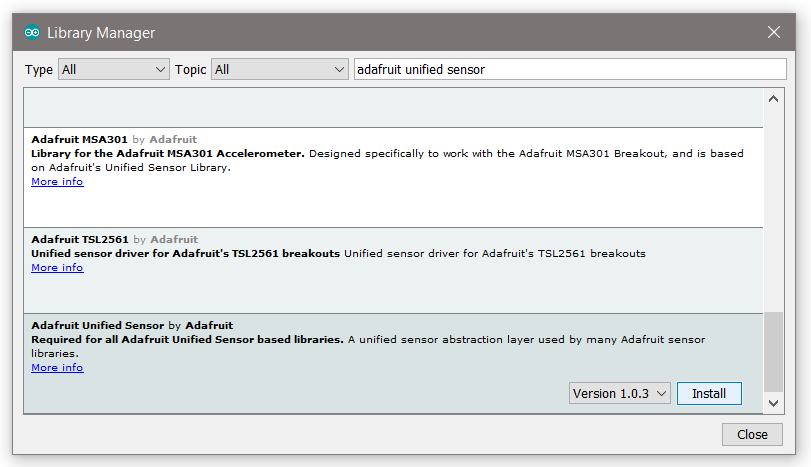 Library Manager
Type All Topic All adafruit unified sensor
Adafruit MSA301 by Adafruit
Library for the Adafruit MSA301 Accelerometer. Designed specifically to work with the Adafruit MSA301 Breakout, and is based
on Adafruit's Unified Sensor Library.
More info
Adafruit TSL2561 by Adafruit
Unified sensor driver for Adafruit's TSL2561 breakouts Unified sensor driver for Adafruit's TSL2561 breakouts
More info
Adafruit Unified Sensor by Adafruit
Required for all Adafruit Unified Sensor based libraries. A unified sensor abstraction layer used by many Adafruit sensor
libraries.
More info
Version 1.0.3 Install
Close